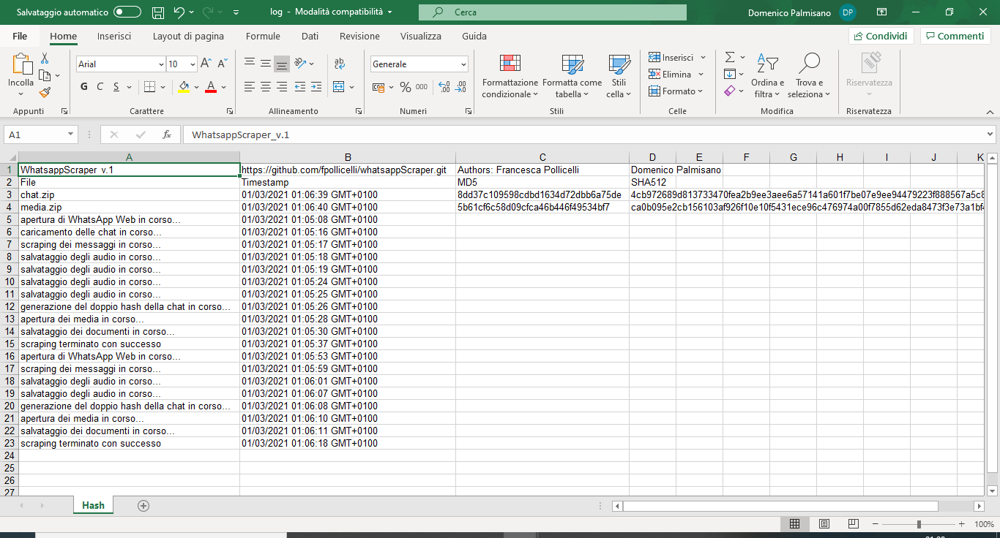 Salvataggio automatico
log - Modalità compatibilità
Cerca
Domenico Palmisano DP
File Home Inserisci Layout di pagina Formule Dati Revisione Visualizza Guida Condividi Commenti
Incolla
Appunti
Arial 10
G C S
Carattere
Allineamento
Generale
% 000
Numeri
Formattazione condizionale
Formatta come tabella
Stili cella
Stili
Inserisci
Elimina
Formato
Celle
Ordina e filtra
Trova e seleziona
Modifica
Riservatezza
Riservatezza
A1 fx WhatsappScraper_v.1
A B C D E F G H I J K
1 WhatsappScraper v.1 https://github.com/fpollicelli/whatsappScraper.git Authors: Francesca Pollicelli Domenico Palmisano
2 File Timestamp MD5 SHA512
3 chat.zip 01/03/2021 01:06:39 GMT+0100 8dd37c109598cdbd1634d72dbb6a75de 4cb972689d813733470fea2b9ee3aee6a57141a601f7be07e9ee94479223f888567a5c8
4 media.zip 01/03/2021 01:06:40 GMT+0100 5b61cf6c58d09cfca46b446f49534bf7 ca0b095e2cb156103af926f10e10f5431ece96c476974a00f7855d62eda8473f3e73a1bf4
5 apertura di WhatsApp Web in corso... 01/03/2021 01:05:08 GMT+0100
6 caricamento delle chat in corso... 01/03/2021 01:05:16 GMT+0100
7 scraping dei messaggi in corso... 01/03/2021 01:05:17 GMT+0100
8 salvataggio degli audio in corso... 01/03/2021 01:05:18 GMT+0100
9 salvataggio degli audio in corso... 01/03/2021 01:05:19 GMT+0100
10 salvataggio degli audio in corso... 01/03/2021 01:05:24 GMT+0100
11 salvataggio degli audio in corso... 01/03/2021 01:05:25 GMT+0100
12 generazione del doppio hash della chat in corso... 01/03/2021 01:05:26 GMT+0100
13 apertura dei media in corso... 01/03/2021 01:05:28 GMT+0100
14 salvataggio dei documenti in corso... 01/03/2021 01:05:30 GMT+0100
15 scraping terminato con successo 01/03/2021 01:05:37 GMT+0100
16 apertura di WhatsApp Web in corso... 01/03/2021 01:05:53 GMT+0100
17 scraping dei messaggi in corso... 01/03/2021 01:05:59 GMT+0100
18 salvataggio degli audio in corso... 01/03/2021 01:06:01 GMT+0100
19 salvataggio degli audio in corso... 01/03/2021 01:06:07 GMT+0100
20 generazione del doppio hash della chat in corso... 01/03/2021 01:06:08 GMT+0100
21 apertura dei media in corso... 01/03/2021 01:06:10 GMT+0100
22 salvataggio dei documenti in corso... 01/03/2021 01:06:11 GMT+0100
23 scraping terminato con successo 01/03/2021 01:06:18 GMT+0100
24
25
26
27
Hash
100%